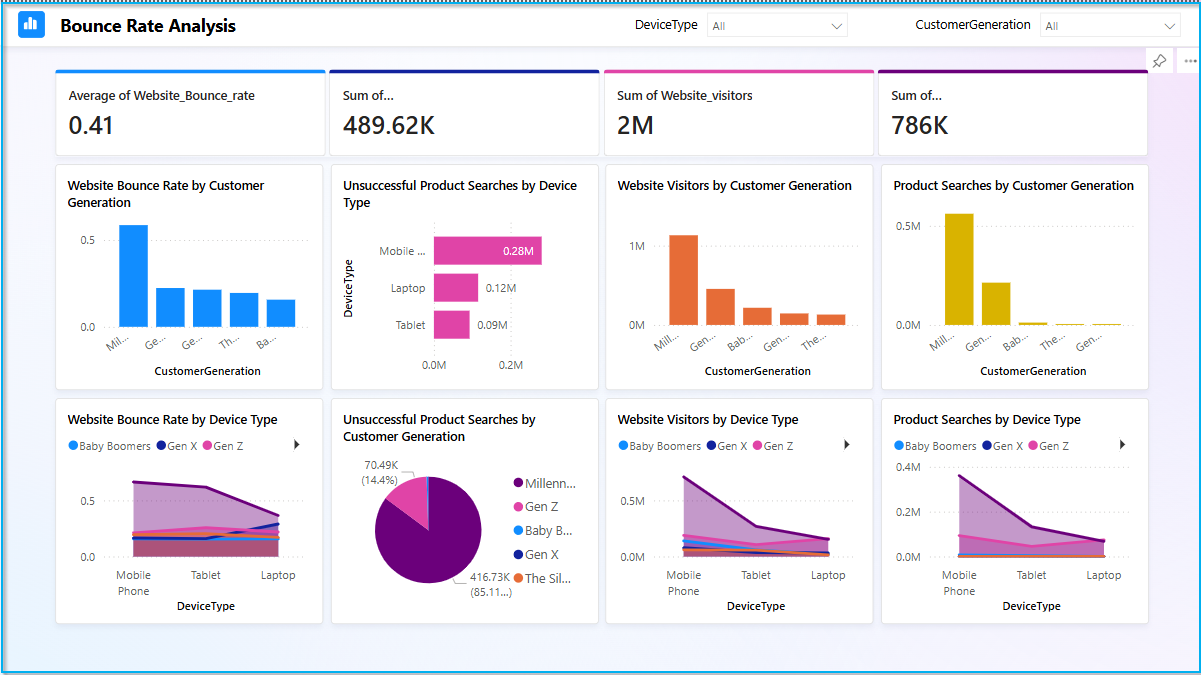 Bounce Rate Analysis
DeviceType
All
CustomerGeneration
All
Average of Website_Bounce_rate
0.41
Sum of...
489.62K
Sum of Website_visitors
2M
Sum of...
786K
Website Bounce Rate by Customer
Generation
0.5
0.0
Mil...
Ge...
Ge...
Th...
Ba...
CustomerGeneration
Unsuccessful Product Searches by Device
Type
DeviceType
Mobile ...
0.28M
Laptop
0.12M
Tablet
0.09M
0.0M
0.2M
Website Visitors by Customer Generation
1M
0M
Mill...
Gen...
Bab...
Gen...
The...
CustomerGeneration
Product Searches by Customer Generation
0.5M
0.0M
Mill...
Gen...
Bab...
The...
Gen...
CustomerGeneration
Website Bounce Rate by Device Type
Baby Boomers Gen X Gen Z
0.5
0.0
Mobile
Phone
Tablet
Laptop
DeviceType
Unsuccessful Product Searches by
Customer Generation
70.49K
(14.4%)
416.73K
(85.11...)
Millenn...
Gen Z
Baby B...
Gen X
The Sil...
Website Visitors by Device Type
Baby Boomers Gen X Gen Z
0.5M
0.0M
Mobile
Phone
Tablet
Laptop
DeviceType
Product Searches by Device Type
Baby Boomers Gen X Gen Z
0.4M
0.2M
0.0M
Mobile
Phone
Tablet
Laptop
DeviceType